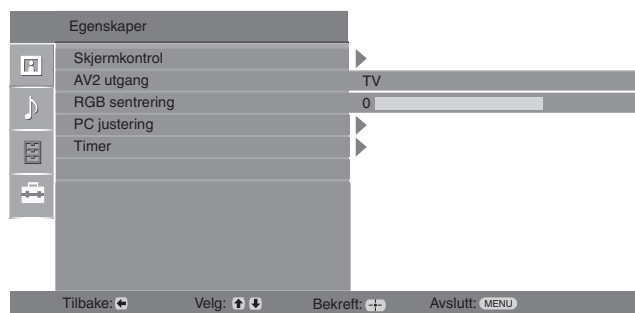 Egenskaper
Skjermkontrol
AV2 utgang TV
RGB sentrering 0
PC justering
Timer
Tilbake: Velg: Bekreft: Avslutt: MENU